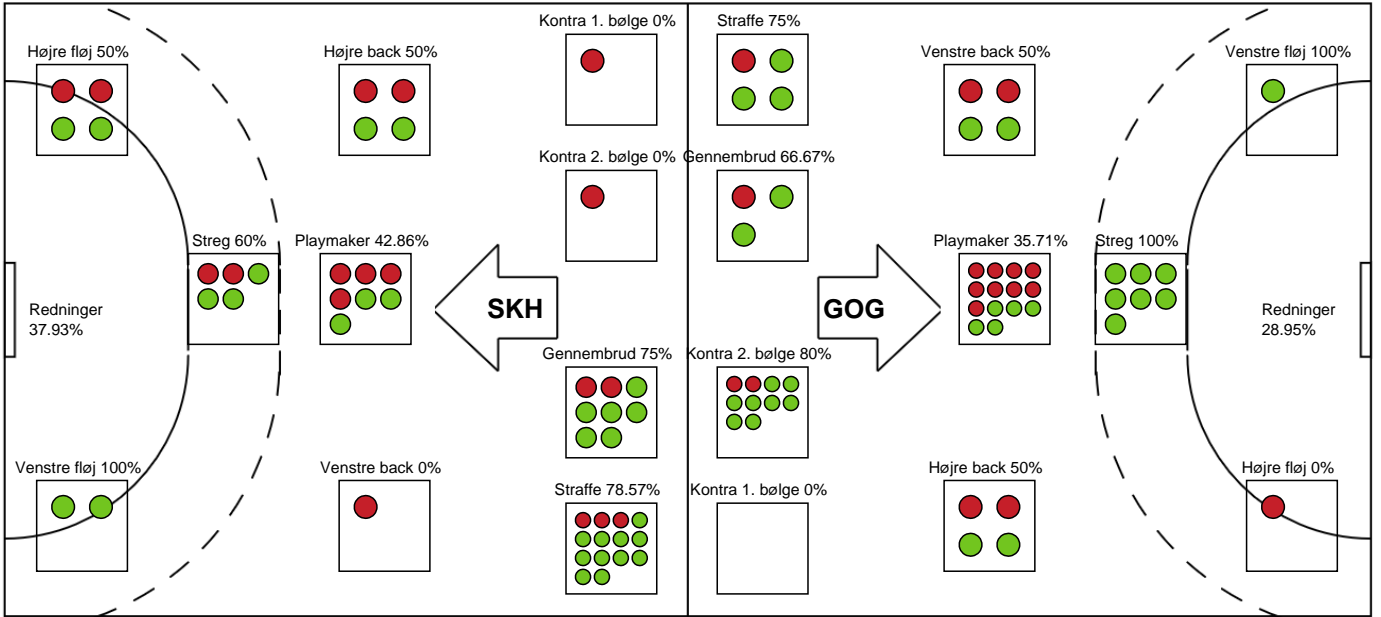 Kontra 1. bølge 0%
Straffe 75%
Højre fløj 50%
Højre back 50%
Venstre back 50%
Venstre fløj 100%
Kontra 2. bølge 0%
Gennembrud 66.67%
Streg 60%
Playmaker 42.86%
Playmaker 35.71%
Streg 100%
Redninger
37.93%
SKH
GOG
Redninger
28.95%
Gennembrud 75%
Kontra 2. bølge 80%
Venstre fløj 100%
Venstre back 0%
Højre back 50%
Højre fløj 0%
Straffe 78.57%
Kontra 1. bølge 0%